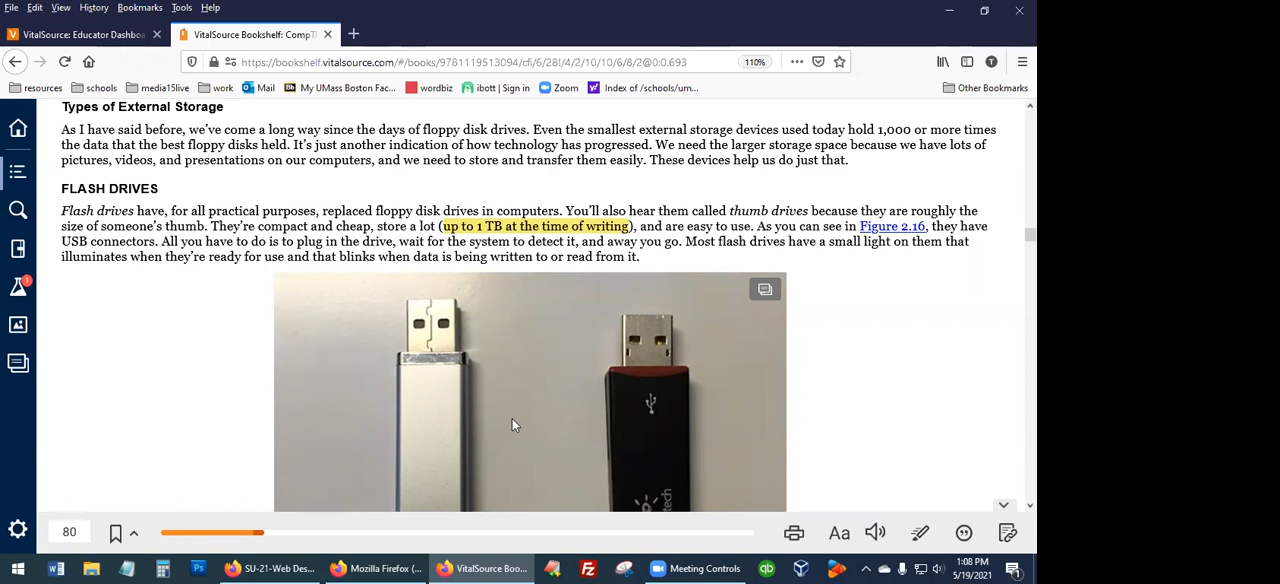 File Edit View History Bookmarks Tools Help
VitalSource: Educator Dashboa
VitalSource Bookshelf: CompTI
https://bookshelf.vitalsource.com/#/books/9781119513094/cfi/6/28!/4/2/10/10/6/8/2@0:0.693
110%
resources schools media15live work Mail My UMass Boston Fac... wordbiz ibott | Sign in Zoom Index of /schools/um... Other Bookmarks
Types of External Storage
As I have said before, we've come a long way since the days of floppy disk drives. Even the smallest external storage devices used today hold 1,000 or more times
the data that the best floppy disks held. It's just another indication of how technology has progressed. We need the larger storage space because we have lots of
pictures, videos, and presentations on our computers, and we need to store and transfer them easily. These devices help us do just that.
FLASH DRIVES
Flash drives have, for all practical purposes, replaced floppy disk drives in computers. You'll also hear them called thumb drives because they are roughly the
size of someone's thumb. They're compact and cheap, store a lot (up to 1 TB at the time of writing), and are easy to use. As you can see in Figure 2.16, they have
USB connectors. All you have to do is to plug in the drive, wait for the system to detect it, and away you go. Most flash drives have a small light on them that
illuminates when they're ready for use and that blinks when data is being written to or read from it.
tech
80
Aa
SU-21-Web Des...
Mozilla Firefox (...
VitalSource Boo...
Meeting Controls
1:08 PM
5/19/2021